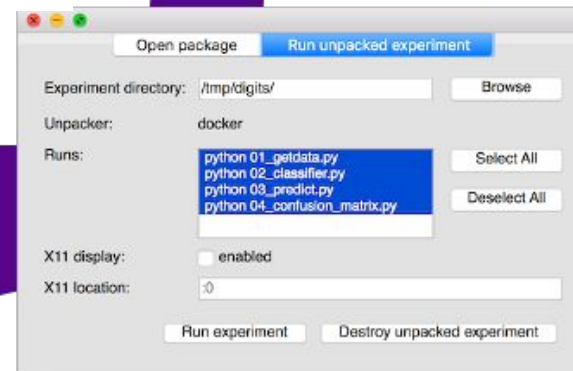 Open package Run unpacked experiment
Experiment directory: /tmp/digits/ Browse
Unpacker: docker
Runs: python 01_getdata.py Select All
python 02_classifier.py
python 03_predict.py Deselect All
python 04_confusion_matrix.py
X11 display: enabled
X11 location: :0
Run experiment Destroy unpacked experiment